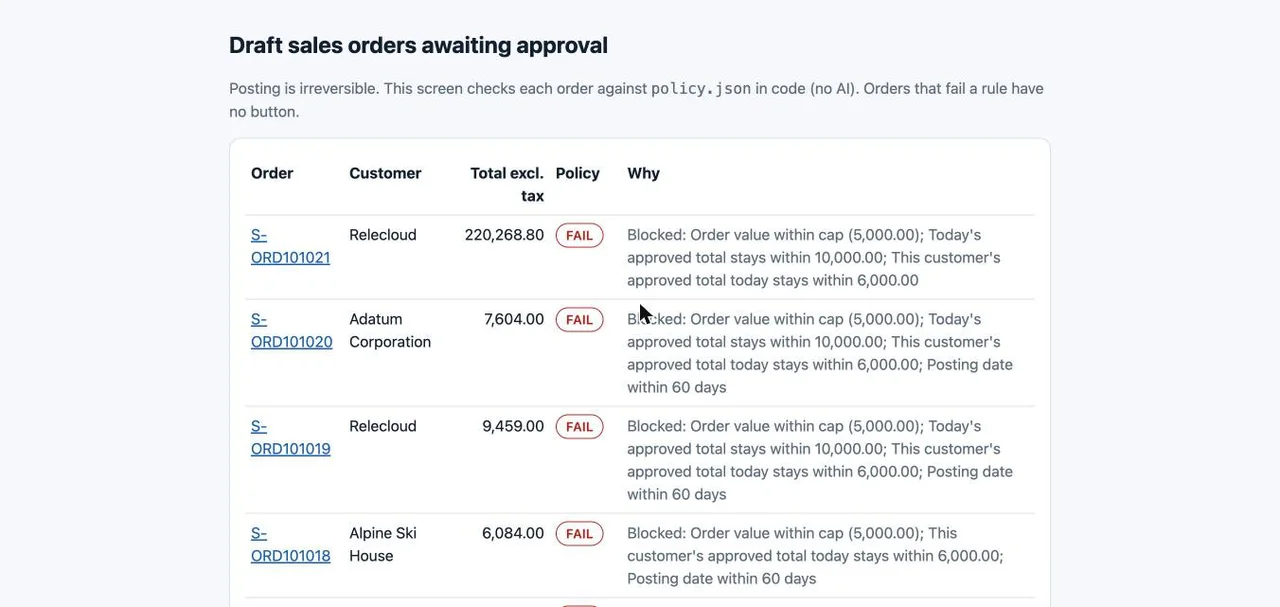 Draft sales orders awaiting approval
Posting is irreversible. This screen checks each order against policy.json in code (no AI). Orders that fail a rule have
no button.
Order Customer Total excl. Policy Why
tax
S- Relecloud 220,268.80 FAIL Blocked: Order value within cap (5,000.00); Today's
ORD101021 approved total stays within 10,000.00; This customer's
approved total today stays within 6,000.00
S- Adatum 7,604.00 FAIL Blocked: Order value within cap (5,000.00); Today's
ORD101020 Corporation approved total stays within 10,000.00; This customer's
approved total today stays within 6,000.00; Posting date
within 60 days
S- Relecloud 9,459.00 FAIL Blocked: Order value within cap (5,000.00); Today's
ORD101019 approved total stays within 10,000.00; This customer's
approved total today stays within 6,000.00; Posting date
within 60 days
S- Alpine Ski 6,084.00 FAIL Blocked: Order value within cap (5,000.00); This
ORD101018 House customer's approved total today stays within 6,000.00;
Posting date within 60 days